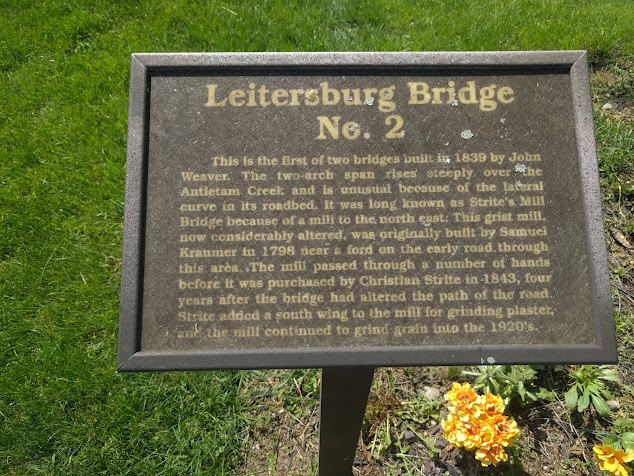 Leitersburg Bridge
No. 2
This is the first of two bridges built in 1839 by John
Weaver. The two-arch span rises steeply over the
Antietam Creek and is unusual because of the lateral
curve in its roadbed. It was long known as Strite's Mill
Bridge because of a mill to the north east. This grist mill,
now considerably altered, was originally built by Samuel
Kraumer in 1798 near a ford on the early road through
this area. The mill passed through a number of hands
before it was purchased by Christian Strite in 1843, four
years after the bridge had altered the path of the road.
Strite added a south wing to the mill for grinding plaster,
and the mill continued to grind grain into the 1920's.